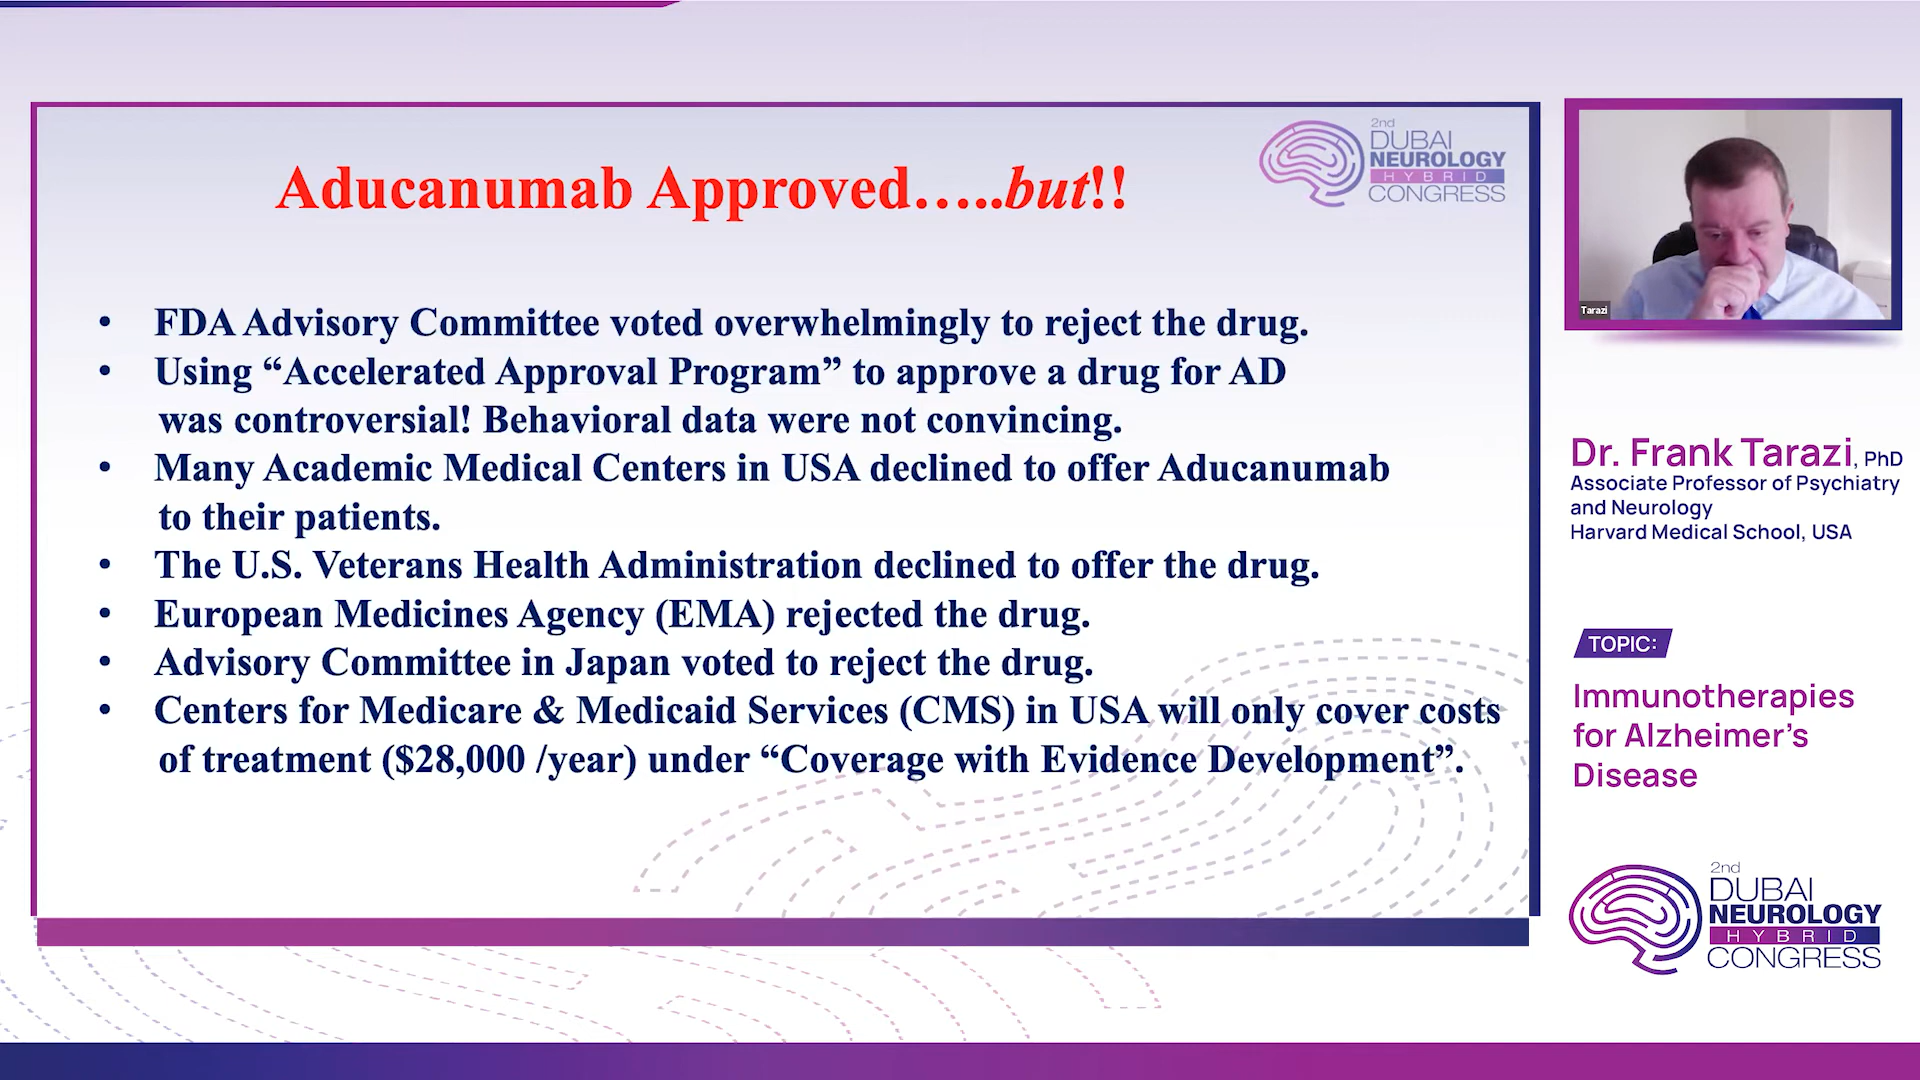 Aducanumab Approved…..but!!
• FDA Advisory Committee voted overwhelmingly to reject the drug.
• Using “Accelerated Approval Program” to approve a drug for AD
was controversial! Behavioral data were not convincing.
• Many Academic Medical Centers in USA declined to offer Aducanumab
to their patients.
• The U.S. Veterans Health Administration declined to offer the drug.
• European Medicines Agency (EMA) rejected the drug.
• Advisory Committee in Japan voted to reject the drug.
• Centers for Medicare & Medicaid Services (CMS) in USA will only cover costs
of treatment ($28,000 /year) under “Coverage with Evidence Development”.
2nd
DUBAI
NEUROLOGY
HYBRID
CONGRESS
Tarazi
Dr. Frank Tarazi, PhD
Associate Professor of Psychiatry
and Neurology
Harvard Medical School, USA
TOPIC:
Immunotherapies
for Alzheimer’s
Disease
2nd
DUBAI
NEUROLOGY
HYBRID
CONGRESS